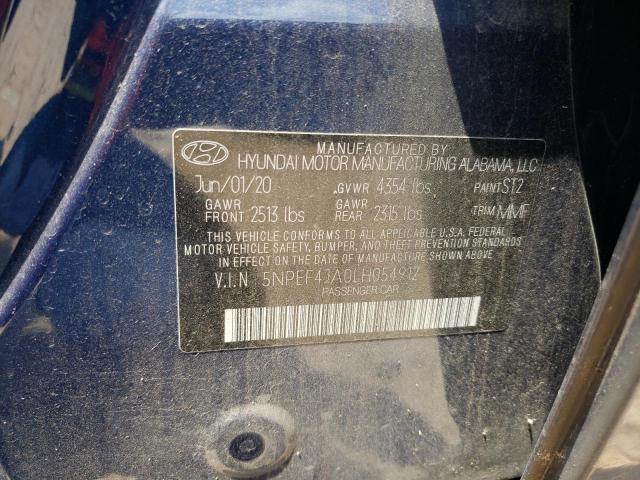 MANUFACTURED BY
HYUNDAI MOTOR MANUFACTURING ALABAMA, LLC
Jun/01/20 GVWR 4354 lbs PAINT ST2
GAWR FRONT 2513 lbs GAWR REAR 2315 lbs TRIM MMF
THIS VEHICLE CONFORMS TO ALL APPLICABLE U.S.A. FEDERAL
MOTOR VEHICLE SAFETY, BUMPER, AND THEFT PREVENTION STANDARDS
IN EFFECT ON THE DATE OF MANUFACTURE SHOWN ABOVE.
V.I.N 5NPEF4JA0LH054912
PASSENGER CAR